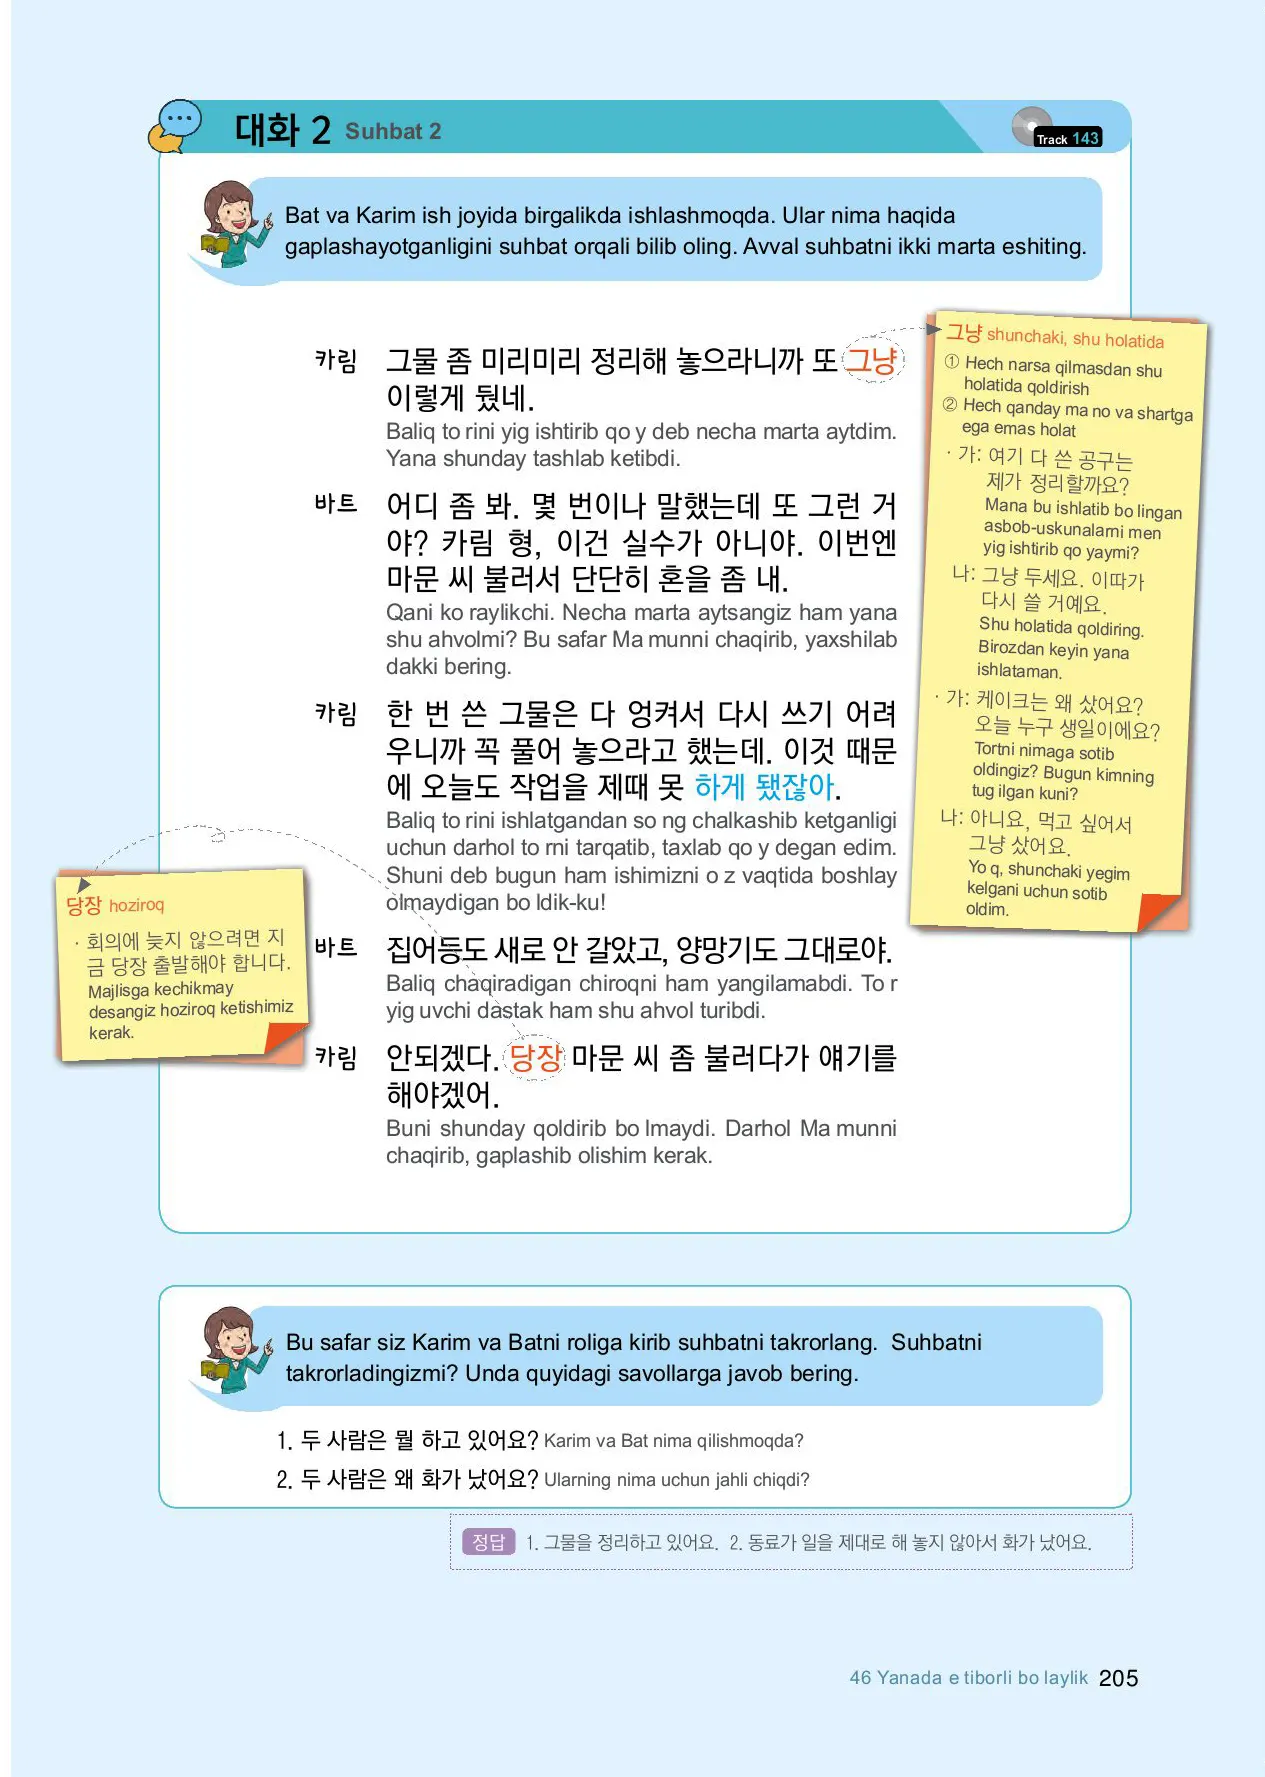 대화 2 Suhbat 2
Track 143
Bat va Karim ish joyida birgalikda ishlashmoqda. Ular nima haqida
gaplashayotganligini suhbat orqali bilib oling. Avval suhbatni ikki marta eshiting.
카림 그물 좀 미리미리 정리해 놓으라니까 또 그냥
이렇게 뒀네.
Baliq to rini yig ishtirib qo y deb necha marta aytdim.
Yana shunday tashlab ketibdi.
바트 어디 좀 봐. 몇 번이나 말했는데 또 그런 거
야? 카림 형, 이건 실수가 아니야. 이번엔
마문 씨 불러서 단단히 혼을 좀 내.
Qani ko raylikchi. Necha marta aytsangiz ham yana
shu ahvolmi? Bu safar Ma munni chaqirib, yaxshilab
dakki bering.
카림 한 번 쓴 그물은 다 엉켜서 다시 쓰기 어려
우니까 꼭 풀어 놓으라고 했는데. 이것 때문
에 오늘도 작업을 제때 못 하게 됐잖아.
Baliq to rini ishlatgandan so ng chalkashib ketganligi
uchun darhol to rni tarqatib, taxlab qo y degan edim.
Shuni deb bugun ham ishimizni o z vaqtida boshlay
olmaydigan bo ldik-ku!
바트 집어등도 새로 안 갈았고, 양망기도 그대로야.
Baliq chaqiradigan chiroqni ham yangilamabdi. To r
yig uvchi dastak ham shu ahvol turibdi.
카림 안되겠다. 당장 마문 씨 좀 불러다가 얘기를
해야겠어.
Buni shunday qoldirib bo lmaydi. Darhol Ma munni
chaqirib, gaplashib olishim kerak.
그냥 shunchaki, shu holatida
① Hech narsa qilmasdan shu
holatida qoldirish
② Hech qanday ma no va shartga
ega emas holat
· 가: 여기 다 쓴 공구는
제가 정리할까요?
Mana bu ishlatib bo lingan
asbob-uskunalarni men
yig ishtirib qo yaymi?
나: 그냥 두세요. 이따가
다시 쓸 거예요.
Shu holatida qoldiring.
Birozdan keyin yana
ishlataman.
· 가: 케이크는 왜 샀어요?
오늘 누구 생일이에요?
Tortni nimaga sotib
oldingiz? Bugun kimning
tug ilgan kuni?
나: 아니요, 먹고 싶어서
그냥 샀어요.
Yo q, shunchaki yegim
kelgani uchun sotib
oldim.
당장 hoziroq
· 회의에 늦지 않으려면 지
금 당장 출발해야 합니다.
Majlisga kechikmay
desangiz hoziroq ketishimiz
kerak.
Bu safar siz Karim va Batni roliga kirib suhbatni takrorlang. Suhbatni
takrorladingizmi? Unda quyidagi savollarga javob bering.
1. 두 사람은 뭘 하고 있어요? Karim va Bat nima qilishmoqda?
2. 두 사람은 왜 화가 났어요? Ularning nima uchun jahli chiqdi?
정답 1. 그물을 정리하고 있어요. 2. 동료가 일을 제대로 해 놓지 않아서 화가 났어요.
46 Yanada e tiborli bo laylik 205